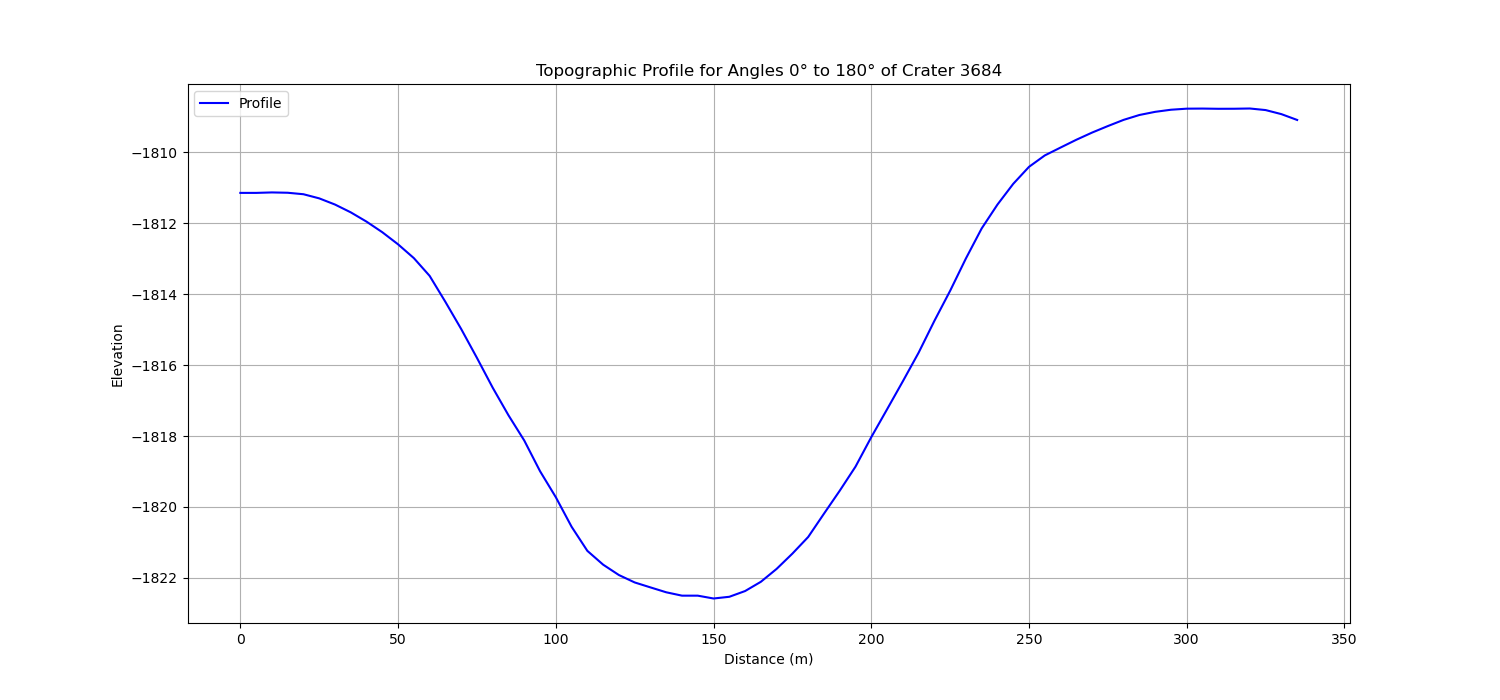 Topographic Profile for Angles 0° to 180° of Crater 3684
Profile
Elevation
−1810
−1812
−1814
−1816
−1818
−1820
−1822
0 50 100 150 200 250 300 350
Distance (m)